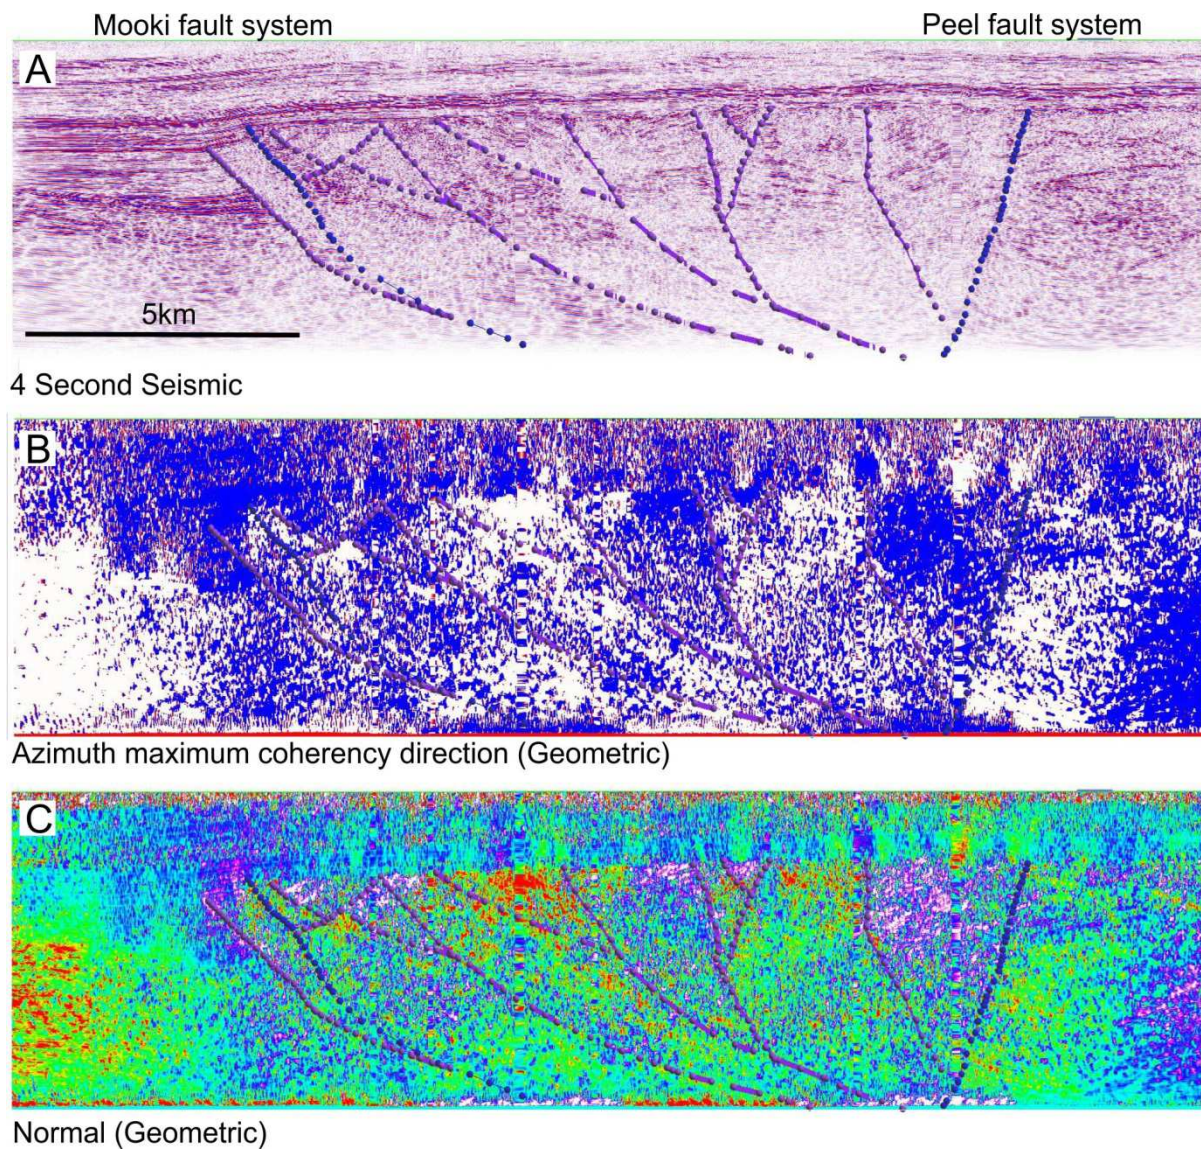 Mooki fault system
Peel fault system
A
5km
4 Second Seismic
B
Azimuth maximum coherency direction (Geometric)
C
Normal (Geometric)